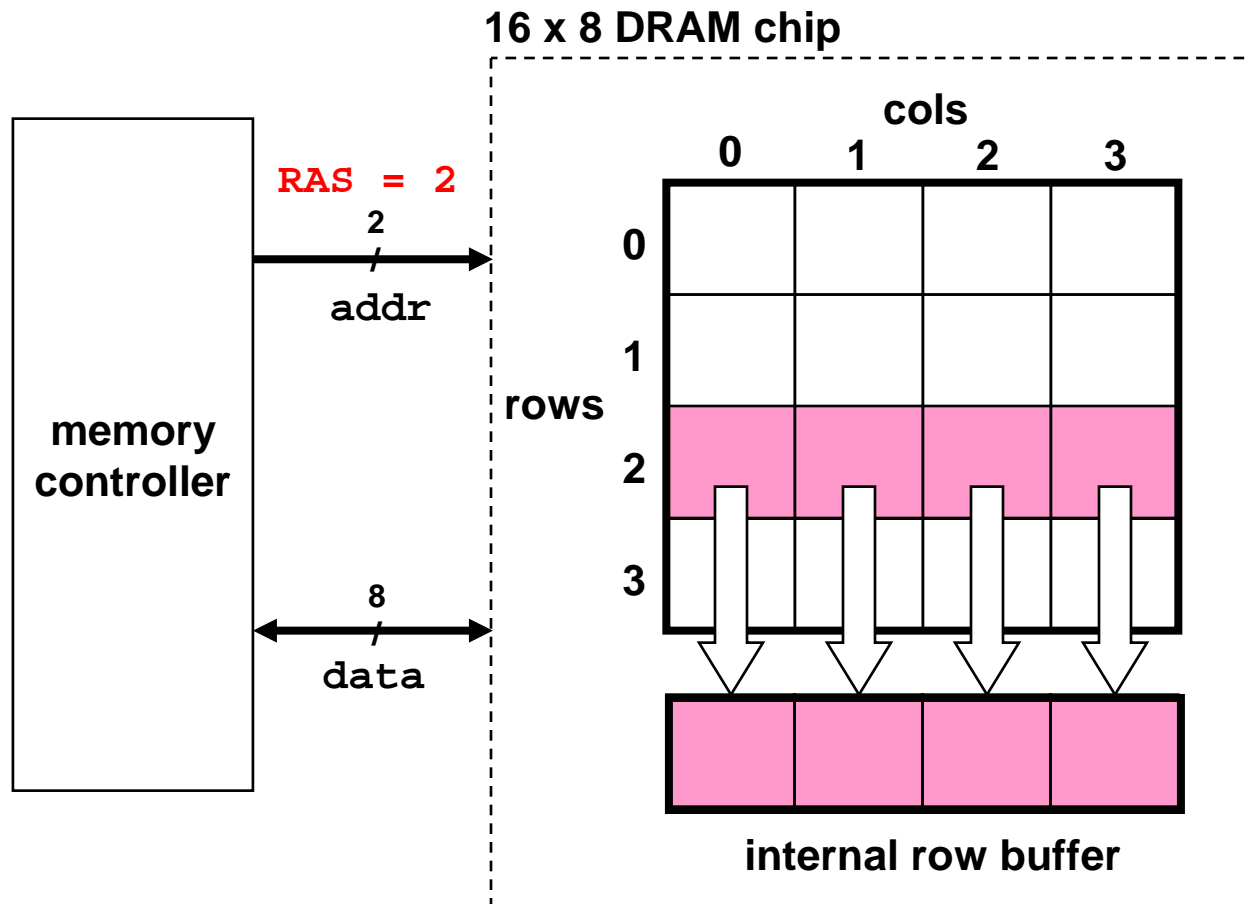 16 x 8 DRAM chip
cols
0 1 2 3
RAS = 2
2
/
addr
0
1
rows
2
3
memory
controller
8
/
data
internal row buffer